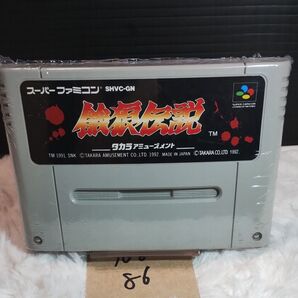 スーパーファミコン SHVC-GN
餓狼伝説 ™
タカラアミューズメント
TM 1991, SNK © TAKARA AMUSEMENT CO.,LTD 1992. MADE IN JAPAN © TAKARA CO.,LTD. 1992.
86